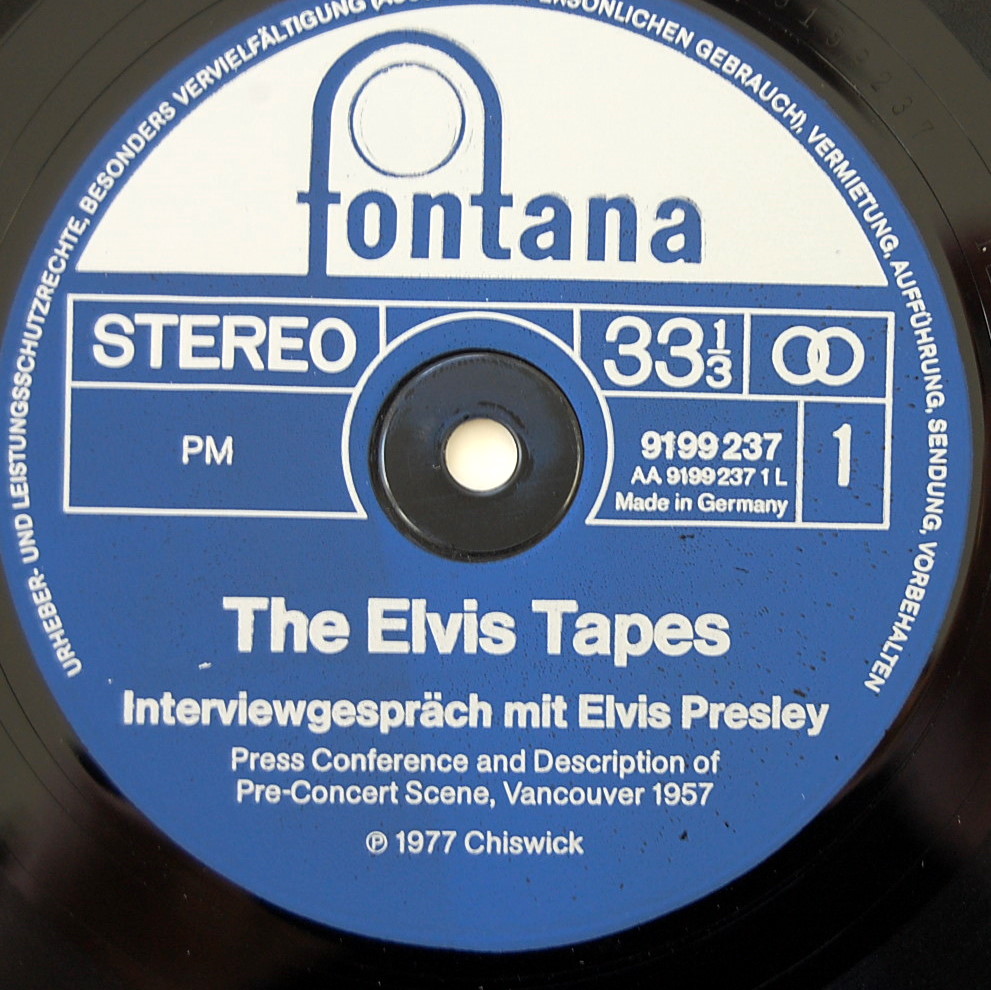 URHEBER- UND LEISTUNGSSCHUTZRECHTE, BESONDERS VERVIELFÄLTIGUNG
PERSÖNLICHEN GEBRAUCH), VERMIETUNG, AUFFÜHRUNG, SENDUNG, VORBEHALTEN
fontana
STEREO
33 1/3
PM
9199 237
AA 9199 237 1 L
Made in Germany
1
The Elvis Tapes
Interviewgespräch mit Elvis Presley
Press Conference and Description of
Pre-Concert Scene, Vancouver 1957
℗ 1977 Chiswick